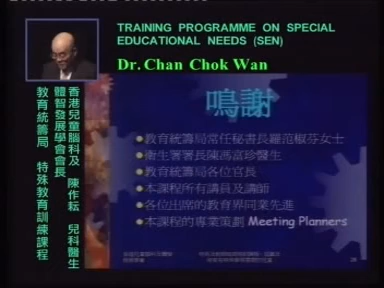 TRAINING PROGRAMME ON SPECIAL
EDUCATIONAL NEEDS (SEN)
Dr. Chan Chok Wan
香港兒童腦科及 陳作耘 兒科醫生
體智發展學會會長
教育統籌局 特殊教育訓練課程
鳴謝
教育統籌局常任秘書長羅范椒芬女士
衛生署署長陳馮富珍醫生
教育統籌局各位官長
本課程所有講員及講師
各位出席的教育界同業先進
本課程的專業策劃 Meeting Planners